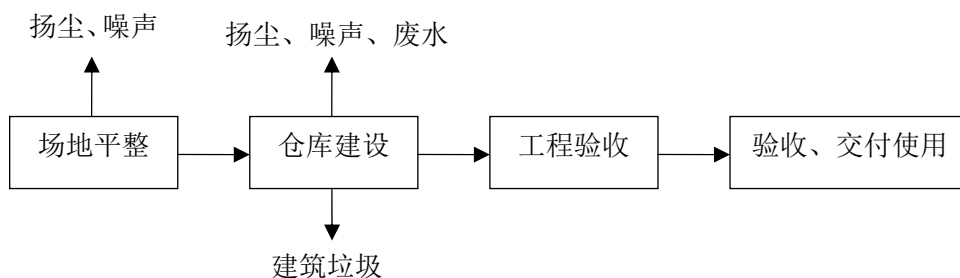 扬尘、噪声
扬尘、噪声、废水
场地平整
仓库建设
工程验收
验收、交付使用
建筑垃圾